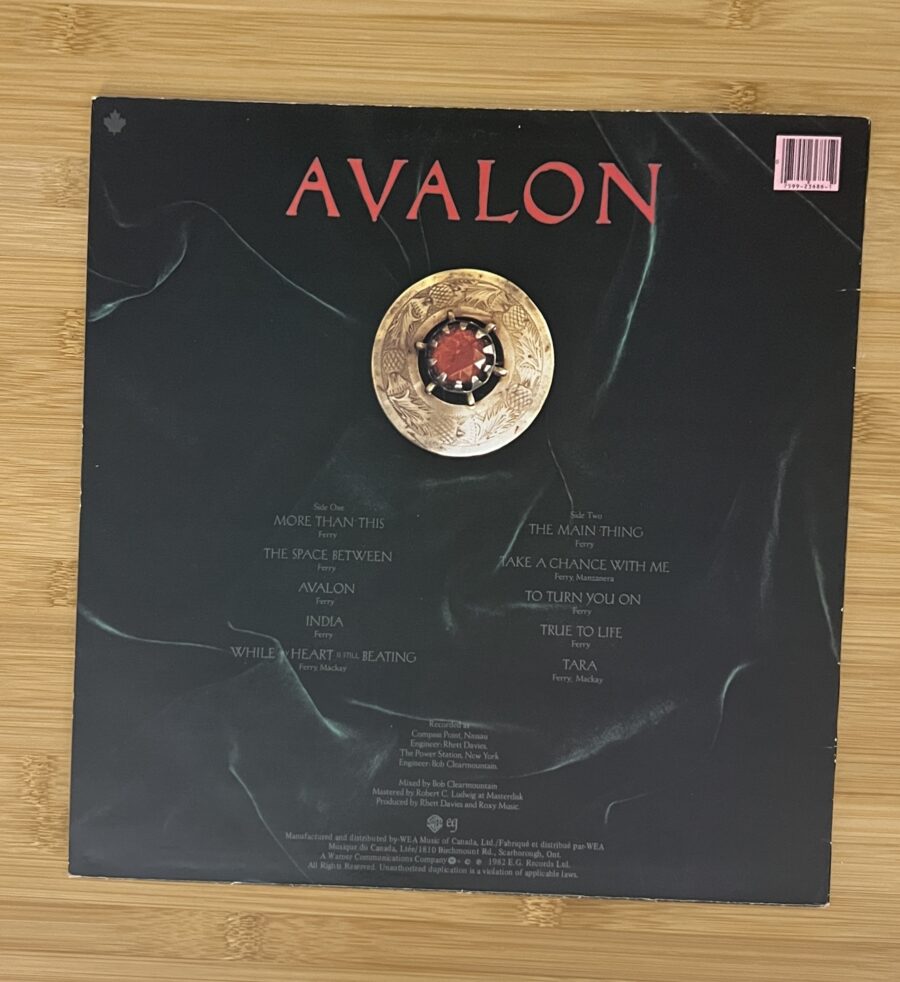 AVALON
7599-23686-1
Side One
MORE THAN THIS
Ferry
THE SPACE BETWEEN
Ferry
AVALON
Ferry
INDIA
Ferry
WHILE MY HEART IS STILL BEATING
Ferry, Mackay
Side Two
THE MAIN THING
Ferry
TAKE A CHANCE WITH ME
Ferry, Manzanera
TO TURN YOU ON
Ferry
TRUE TO LIFE
Ferry
TARA
Ferry, Mackay
Recorded at
Compass Point, Nassau
Engineer: Rhett Davies.
The Power Station, New York
Engineer: Bob Clearmountain.
Mixed by Bob Clearmountain
Mastered by Robert C. Ludwig at Masterdisk
Produced by Rhett Davies and Roxy Music.
eg
Manufactured and distributed by-WEA Music of Canada, Ltd./Fabriqué et distribué par-WEA
Musique du Canada, Ltée/1810 Birchmount Rd., Scarborough, Ont.
A Warner Communications Company © ℗ 1982 E.G. Records Ltd.
All Rights Reserved. Unauthorized duplication is a violation of applicable laws.